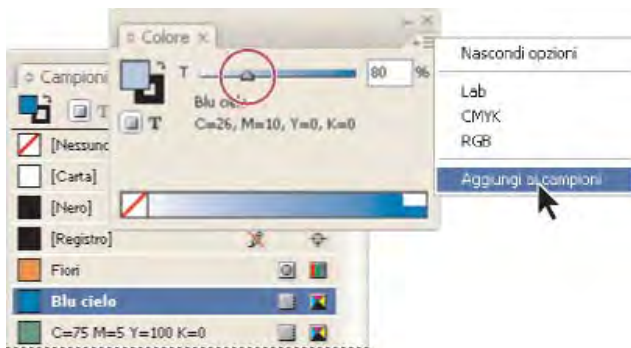 Colore
T 80 %
Blu cielo
C=26, M=10, Y=0, K=0
T
Nascondi opzioni
Lab
CMYK
RGB
Aggiungi ai campioni
Campioni
T
[Nessuno
[Carta]
[Nero]
[Registro]
Fiori
Blu cielo
C=75 M=5 Y=100 K=0